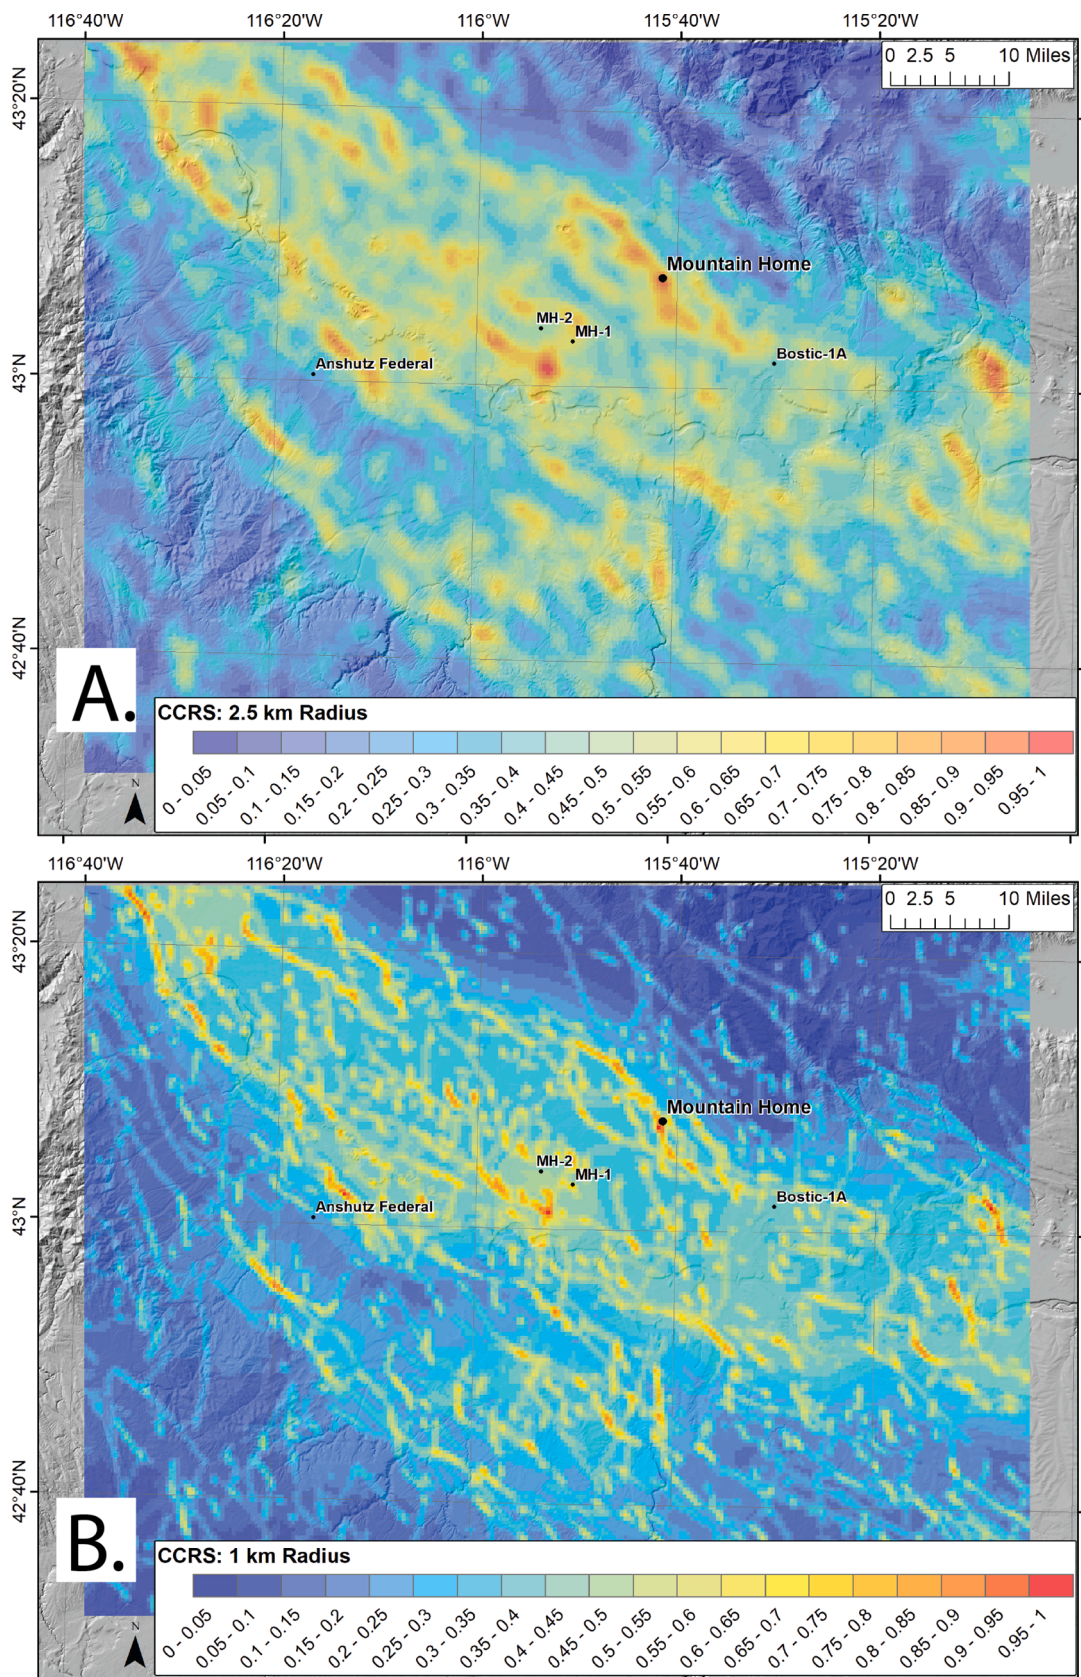 116°40'W 116°20'W 116°W 115°40'W 115°20'W
0 2.5 5 10 Miles
43°20'N
Mountain Home
MH-2
MH-1
Bostic-1A
Anshutz Federal
43°N
42°40'N
A.
CCRS: 2.5 km Radius
0 - 0.05 0.05 - 0.1 0.1 - 0.15 0.15 - 0.2 0.2 - 0.25 0.25 - 0.3 0.3 - 0.35 0.35 - 0.4 0.4 - 0.45 0.45 - 0.5 0.5 - 0.55 0.55 - 0.6 0.6 - 0.65 0.65 - 0.7 0.7 - 0.75 0.75 - 0.8 0.8 - 0.85 0.85 - 0.9 0.9 - 0.95 0.95 - 1
N
116°40'W 116°20'W 116°W 115°40'W 115°20'W
0 2.5 5 10 Miles
43°20'N
Mountain Home
MH-2
MH-1
Bostic-1A
Anshutz Federal
43°N
42°40'N
B.
CCRS: 1 km Radius
0 - 0.05 0.05 - 0.1 0.1 - 0.15 0.15 - 0.2 0.2 - 0.25 0.25 - 0.3 0.3 - 0.35 0.35 - 0.4 0.4 - 0.45 0.45 - 0.5 0.5 - 0.55 0.55 - 0.6 0.6 - 0.65 0.65 - 0.7 0.7 - 0.75 0.75 - 0.8 0.8 - 0.85 0.85 - 0.9 0.9 - 0.95 0.95 - 1
N